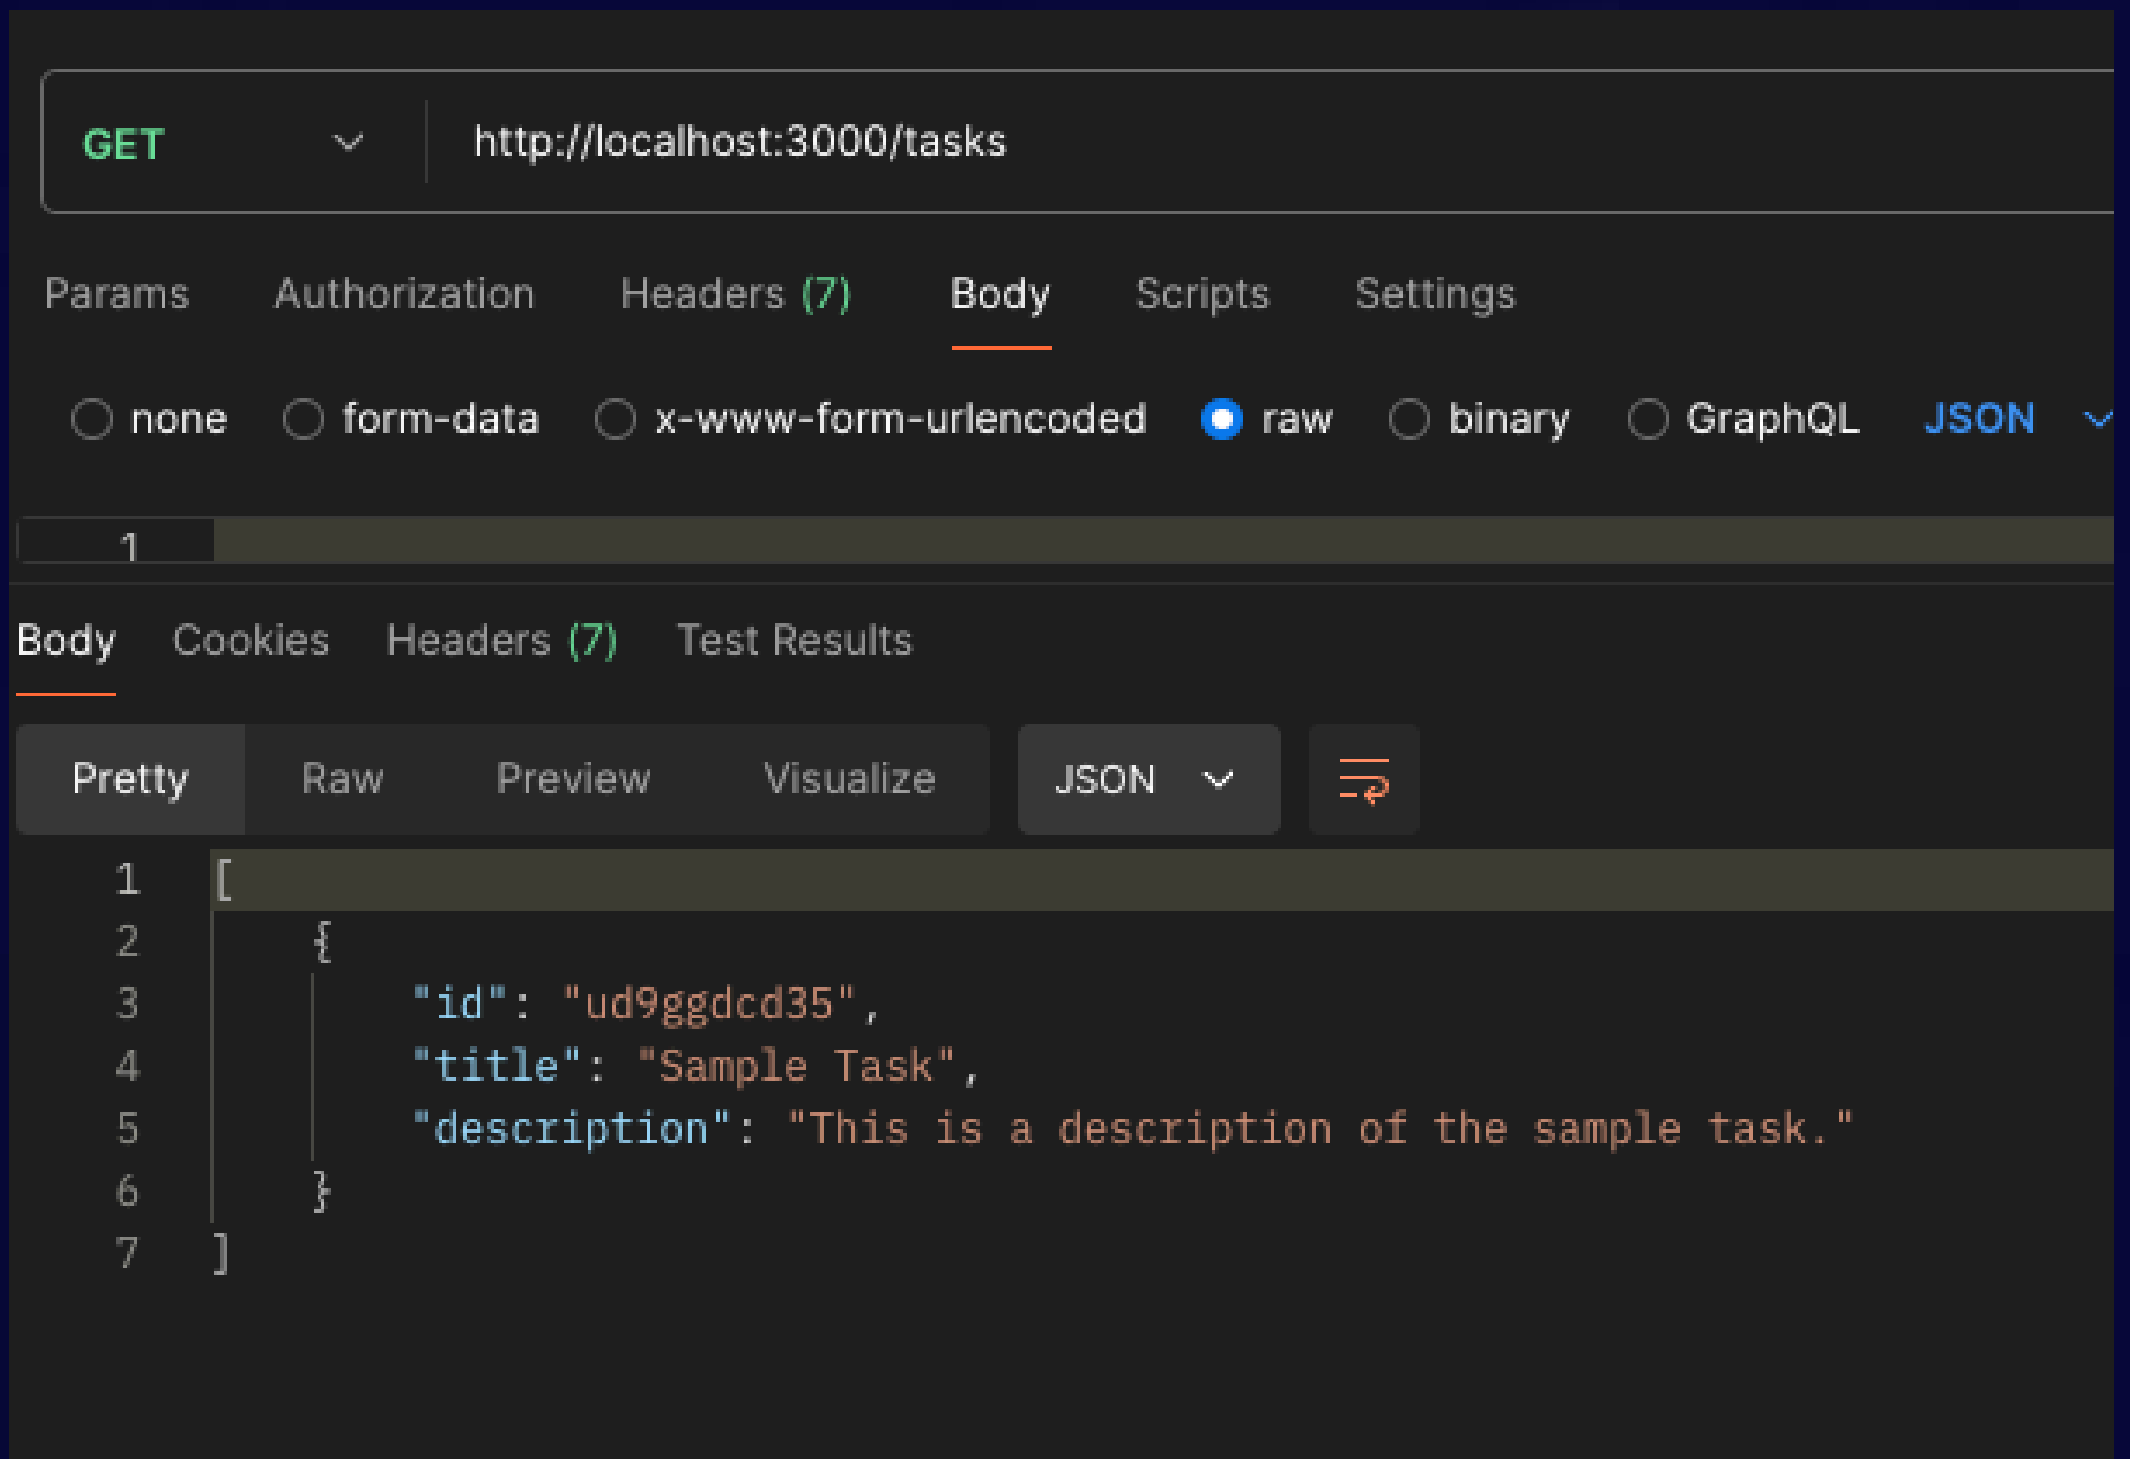 GET http://localhost:3000/tasks
Params Authorization Headers (7) Body Scripts Settings
none form-data x-www-form-urlencoded raw binary GraphQL JSON
1
Body Cookies Headers (7) Test Results
Pretty Raw Preview Visualize JSON
1 [
2 {
3 "id": "ud9ggdcd35",
4 "title": "Sample Task",
5 "description": "This is a description of the sample task."
6 }
7 ]